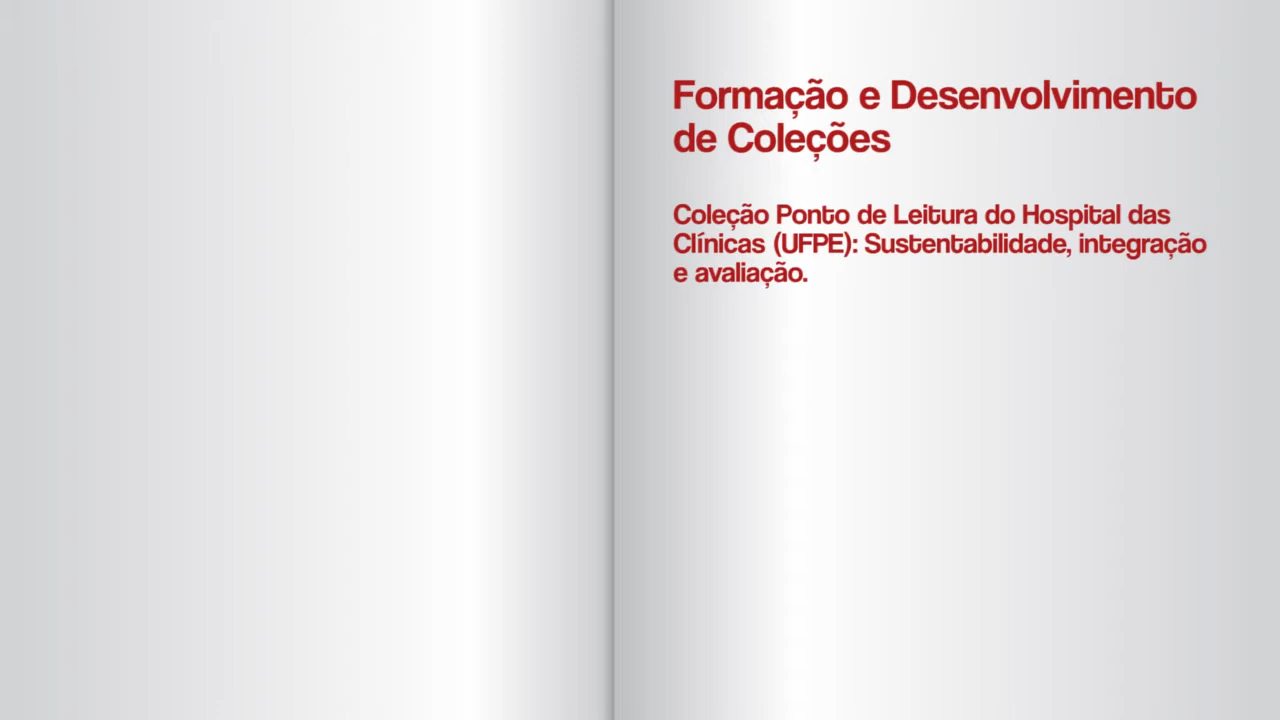 Formação e Desenvolvimento
de Coleções
Coleção Ponto de Leitura do Hospital das
Clínicas (UFPE): Sustentabilidade, integração
e avaliação.